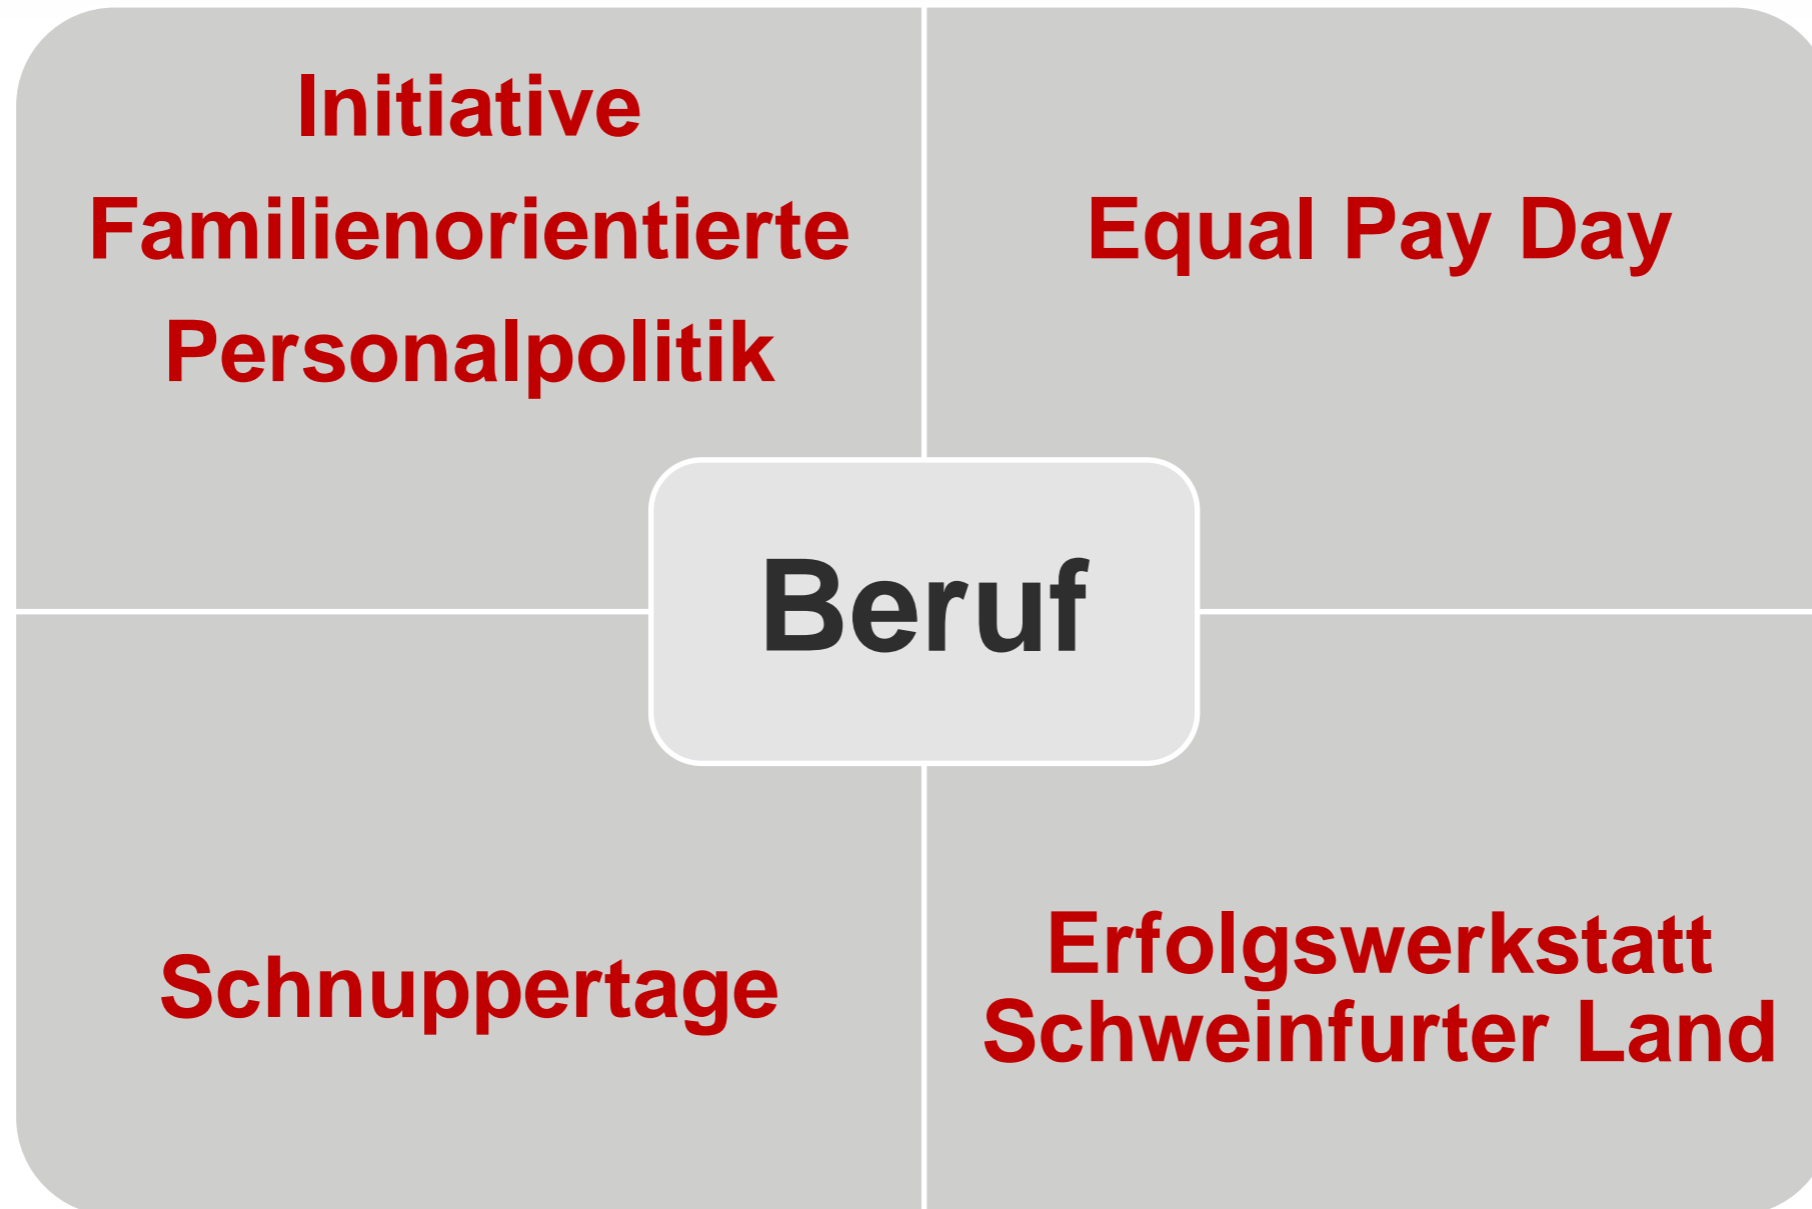 Initiative
Familienorientierte
Personalpolitik
Equal Pay Day
Beruf
Schnuppertage
Erfolgswerkstatt
Schweinfurter Land